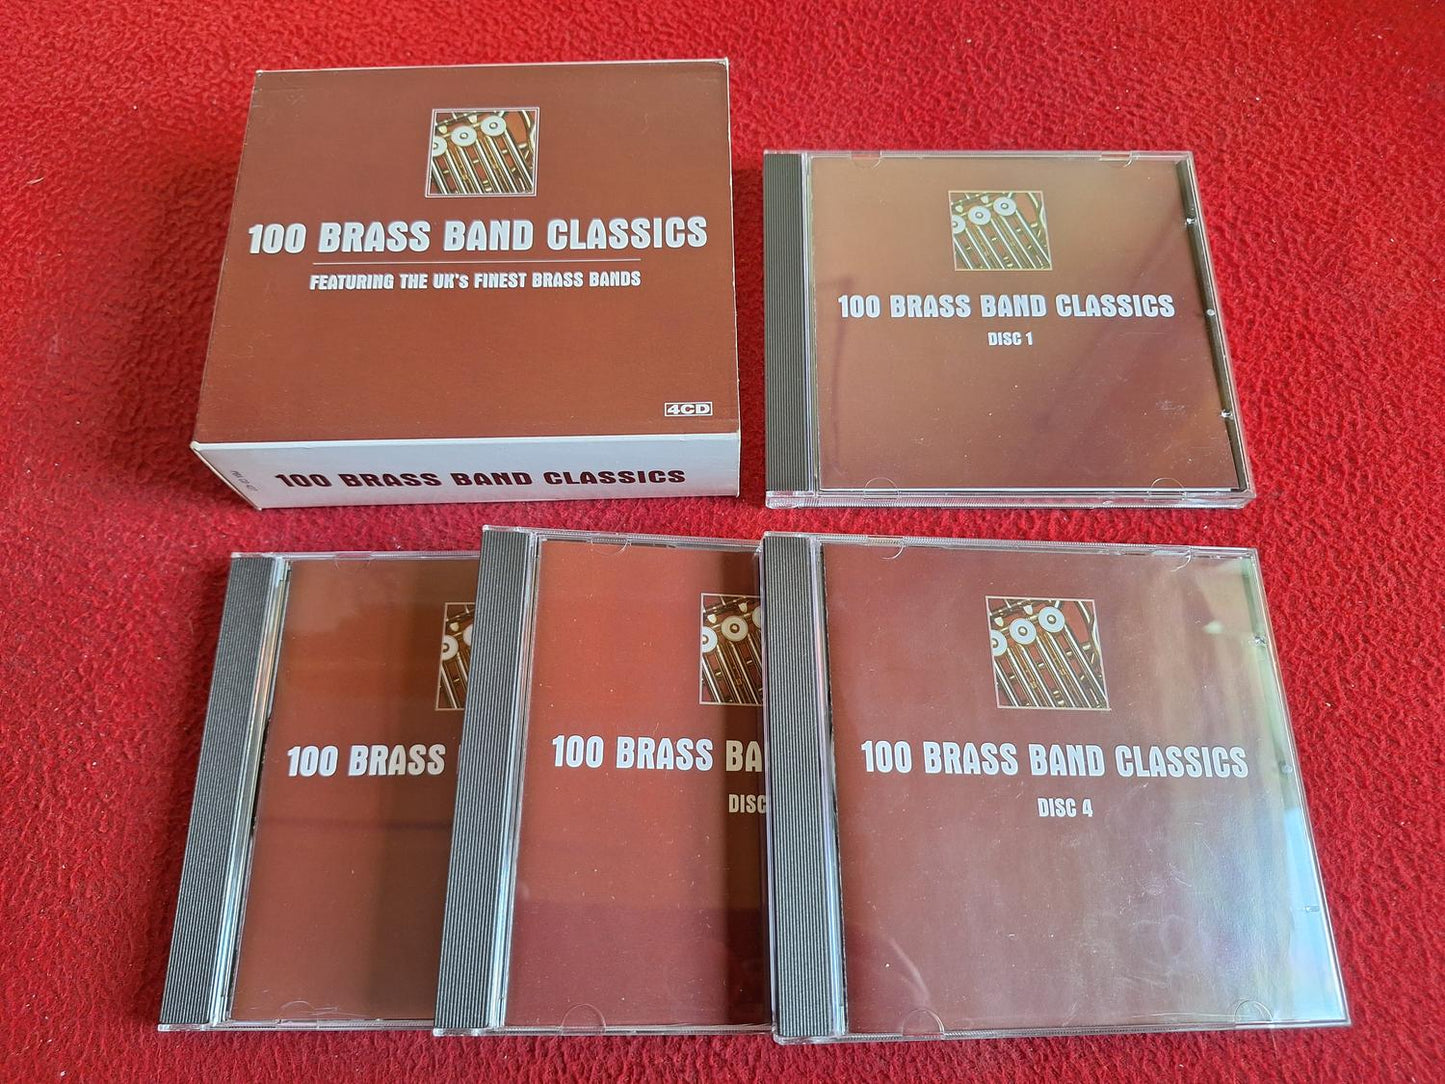 100 BRASS BAND CLASSICS
FEATURING THE UK's FINEST BRASS BANDS
4CD
100 BRASS BAND CLASSICS
100 BRASS BAND CLASSICS
DISC 1
100 BRASS
100 BRASS BA
DISC
100 BRASS BAND CLASSICS
DISC 4